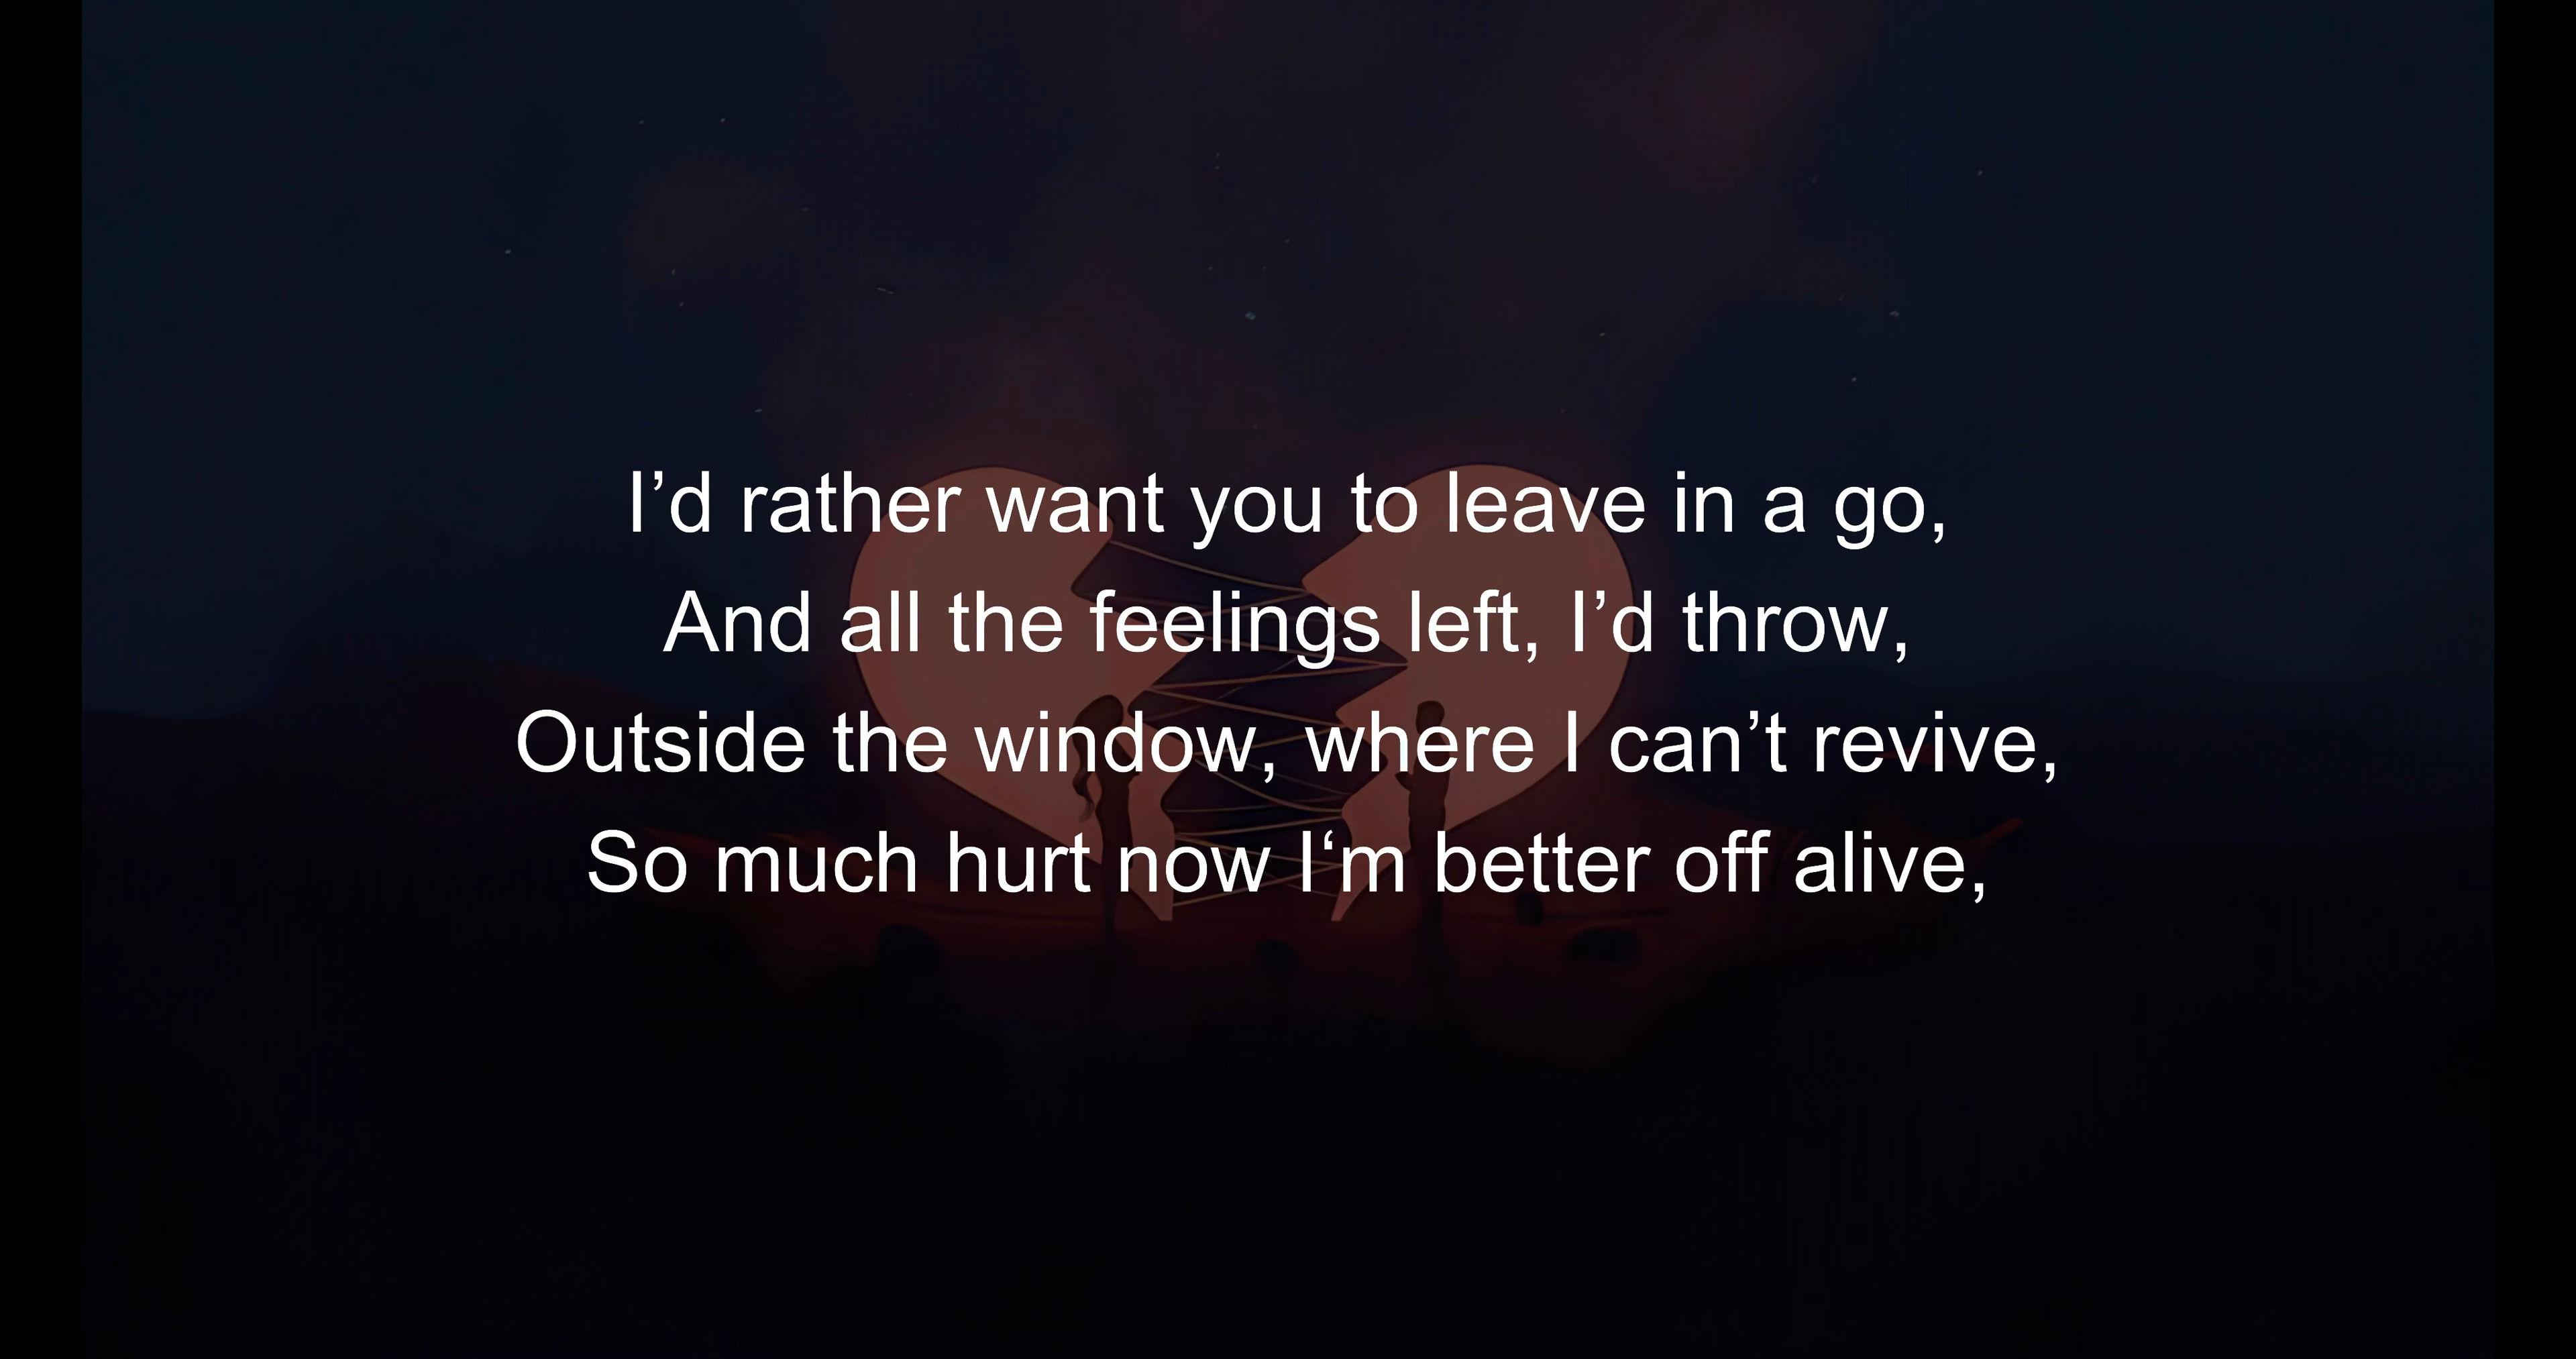 I’d rather want you to leave in a go,
And all the feelings left, I’d throw,
Outside the window, where I can’t revive,
So much hurt now I‘m better off alive,